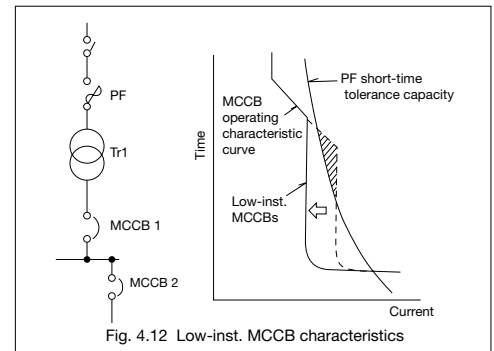 PF
Tr1
MCCB 1
MCCB 2
Time
MCCB
operating
characteristic
curve
Low-inst.
MCCBs
PF short-time
tolerance capacity
Current
Fig. 4.12 Low-inst. MCCB characteristics